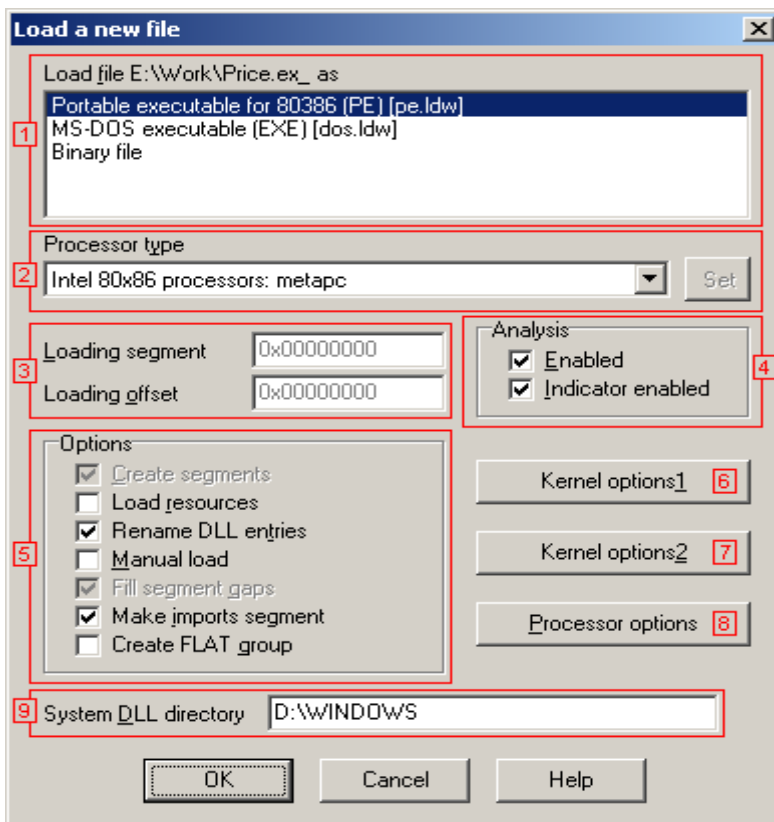 Load a new file
Load file E:\Work\Price.ex_ as
Portable executable for 80386 (PE) [pe.ldw]
1
MS-DOS executable (EXE) [dos.ldw]
Binary file
Processor type
2
Intel 80x86 processors: metapc
Set
Loading segment
0x00000000
3
Loading offset
0x00000000
Analysis
Enabled
4
Indicator enabled
Options
Create segments
Load resources
Rename DLL entries
5
Manual load
Fill segment gaps
Make imports segment
Create FLAT group
Kernel options1
6
Kernel options2
7
Processor options
8
9
System DLL directory
D:\WINDOWS
OK
Cancel
Help